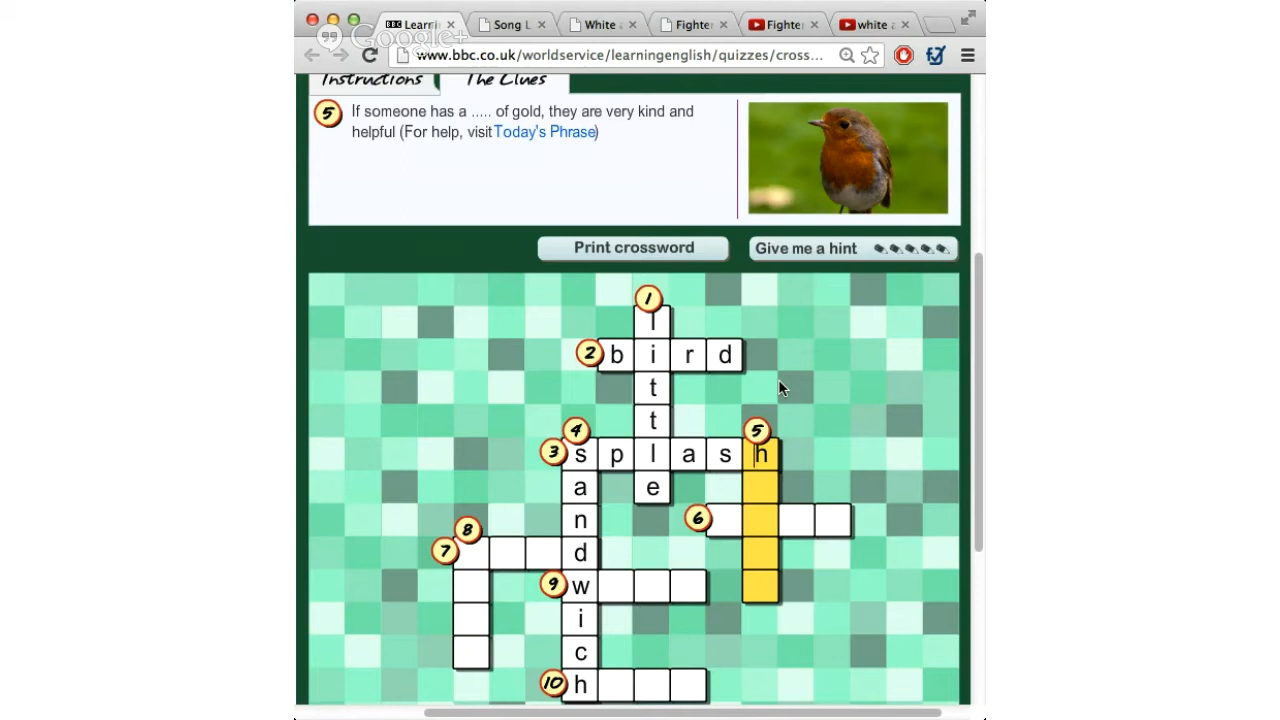 BBC Learni
Song L
White
Fighter
Fighter
white
Google+
www.bbc.co.uk/worldservice/learningenglish/quizzes/cross...
Instructions
The Clues
5 If someone has a ..... of gold, they are very kind and
helpful (For help, visit Today's Phrase)
Print crossword
Give me a hint
1
l
2 b i r d
t
4
t
5
3 s p l a s h
a e
n 6
8
7 d
9 w
i
c
10 h